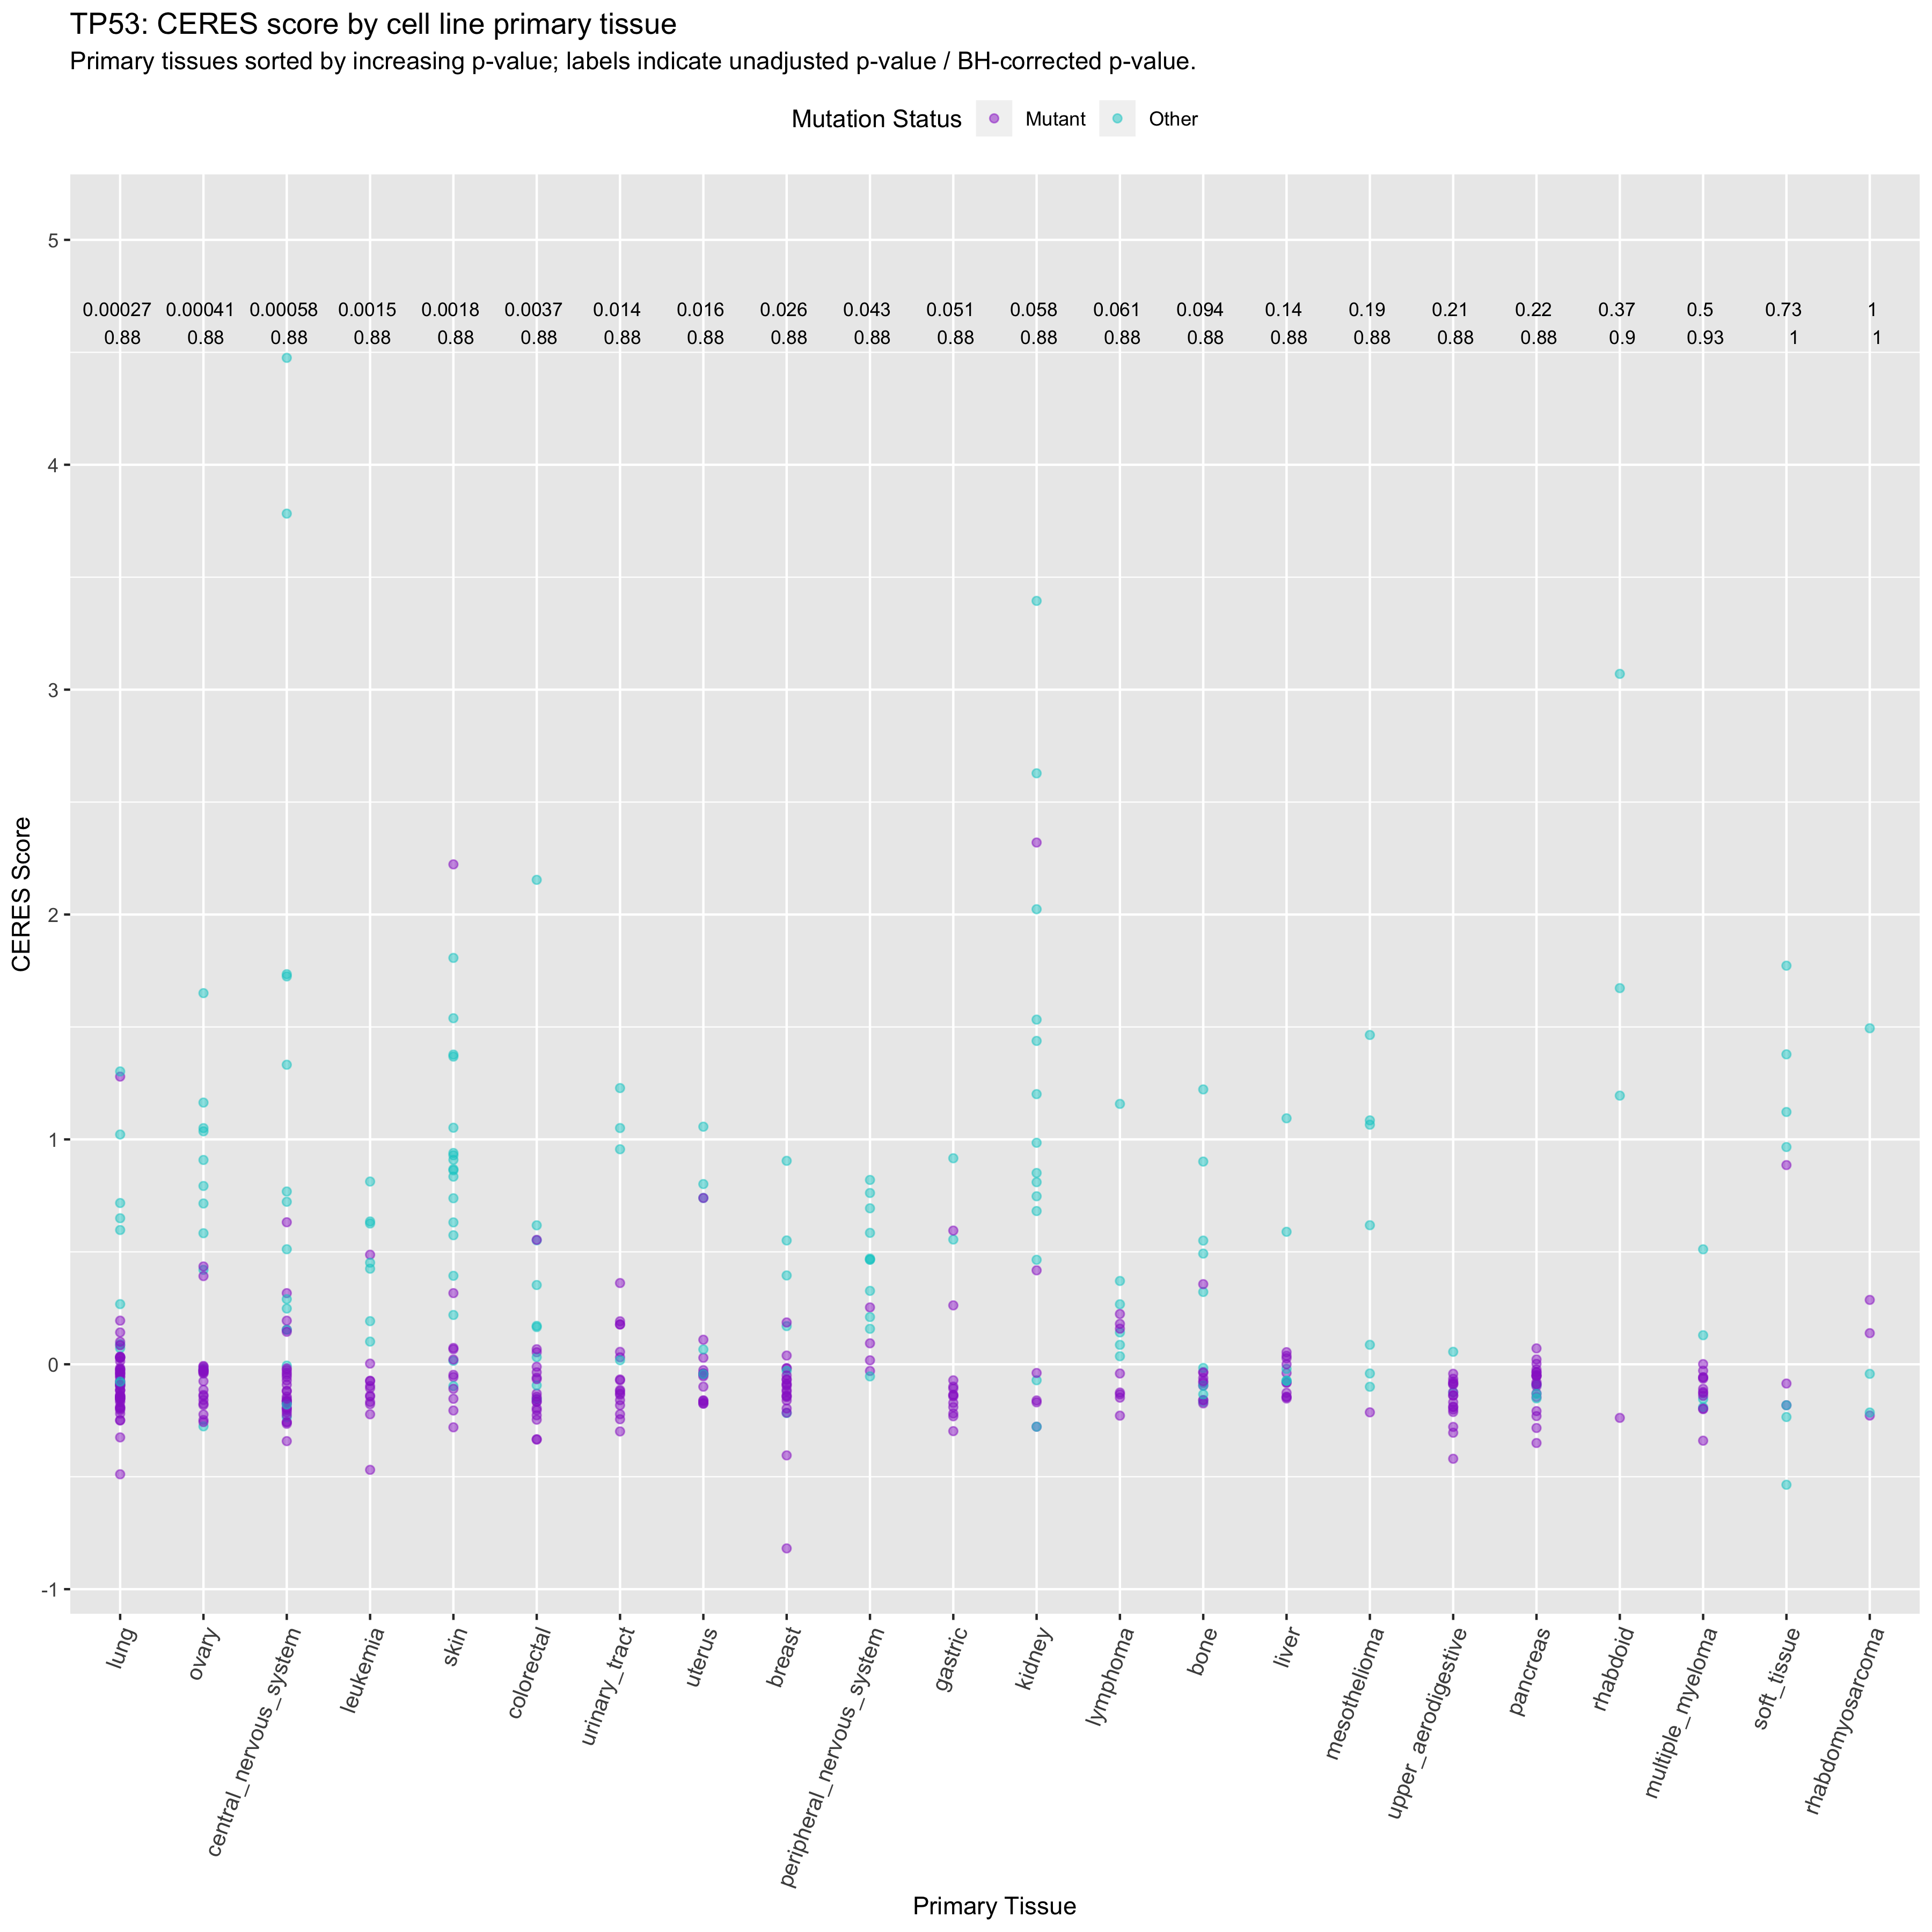 TP53: CERES score by cell line primary tissue
Primary tissues sorted by increasing p-value; labels indicate unadjusted p-value / BH-corrected p-value.
Mutation Status Mutant Other
5
0.00027 0.00041 0.00058 0.0015 0.0018 0.0037 0.014 0.016 0.026 0.043 0.051 0.058 0.061 0.094 0.14 0.19 0.21 0.22 0.37 0.5 0.73 1
0.88 0.88 0.88 0.88 0.88 0.88 0.88 0.88 0.88 0.88 0.88 0.88 0.88 0.88 0.88 0.88 0.88 0.88 0.9 0.93 1 1
4
3
2
1
0
-1
CERES Score
lung
ovary
central_nervous_system
leukemia
skin
colorectal
urinary_tract
uterus
breast
peripheral_nervous_system
gastric
kidney
lymphoma
bone
liver
mesothelioma
upper_aerodigestive
pancreas
rhabdoid
multiple_myeloma
soft_tissue
rhabdomyosarcoma
Primary Tissue